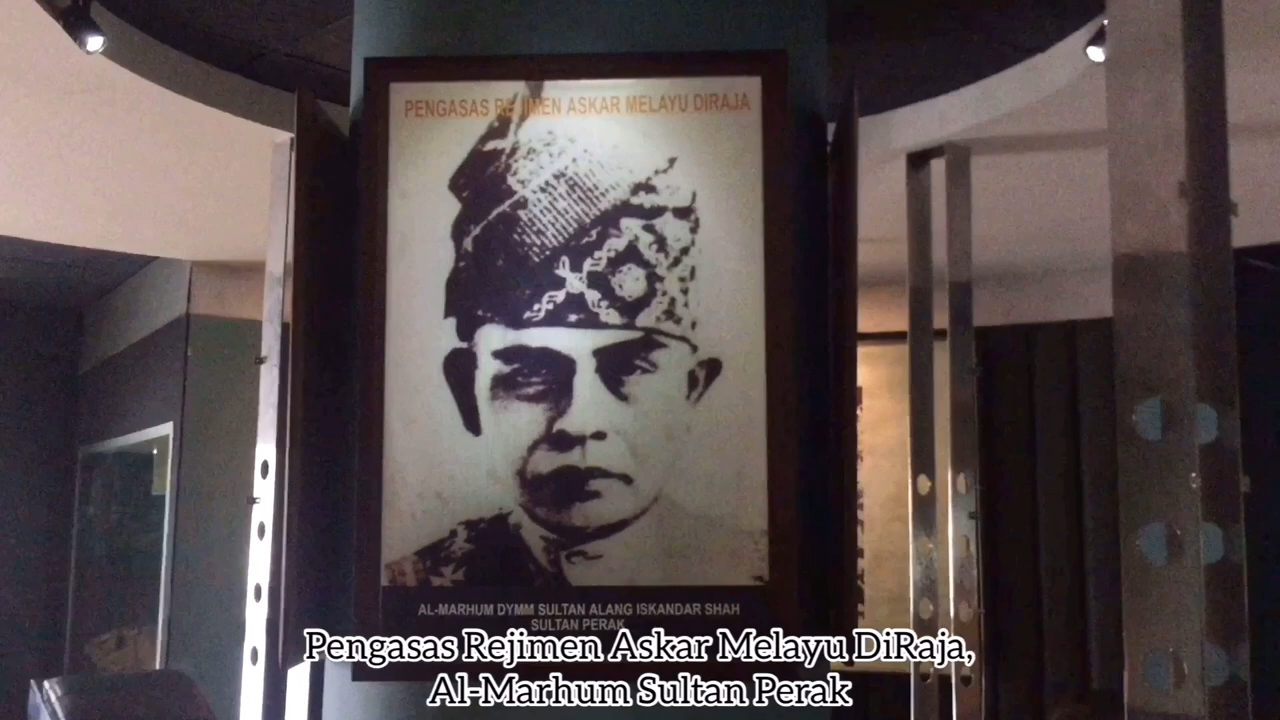 PENGASAS REJIMEN ASKAR MELAYU DIRAJA
AL-MARHUM DYMM SULTAN ALANG ISKANDAR SHAH
SULTAN PERAK
Pengasas Rejimen Askar Melayu DiRaja,
Al-Marhum Sultan Perak